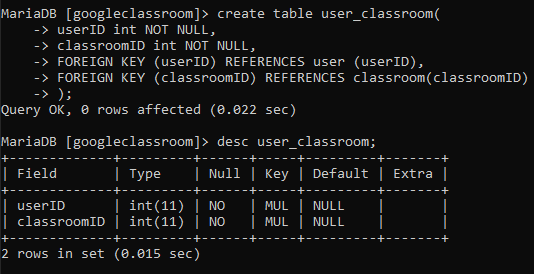 MariaDB [googleclassroom]> create table user_classroom(
    -> userID int NOT NULL,
    -> classroomID int NOT NULL,
    -> FOREIGN KEY (userID) REFERENCES user (userID),
    -> FOREIGN KEY (classroomID) REFERENCES classroom(classroomID)
    -> );
Query OK, 0 rows affected (0.022 sec)

MariaDB [googleclassroom]> desc user_classroom;
+-------------+---------+------+-----+---------+-------+
| Field       | Type    | Null | Key | Default | Extra |
+-------------+---------+------+-----+---------+-------+
| userID      | int(11) | NO   | MUL | NULL    |       |
| classroomID | int(11) | NO   | MUL | NULL    |       |
+-------------+---------+------+-----+---------+-------+
2 rows in set (0.015 sec)